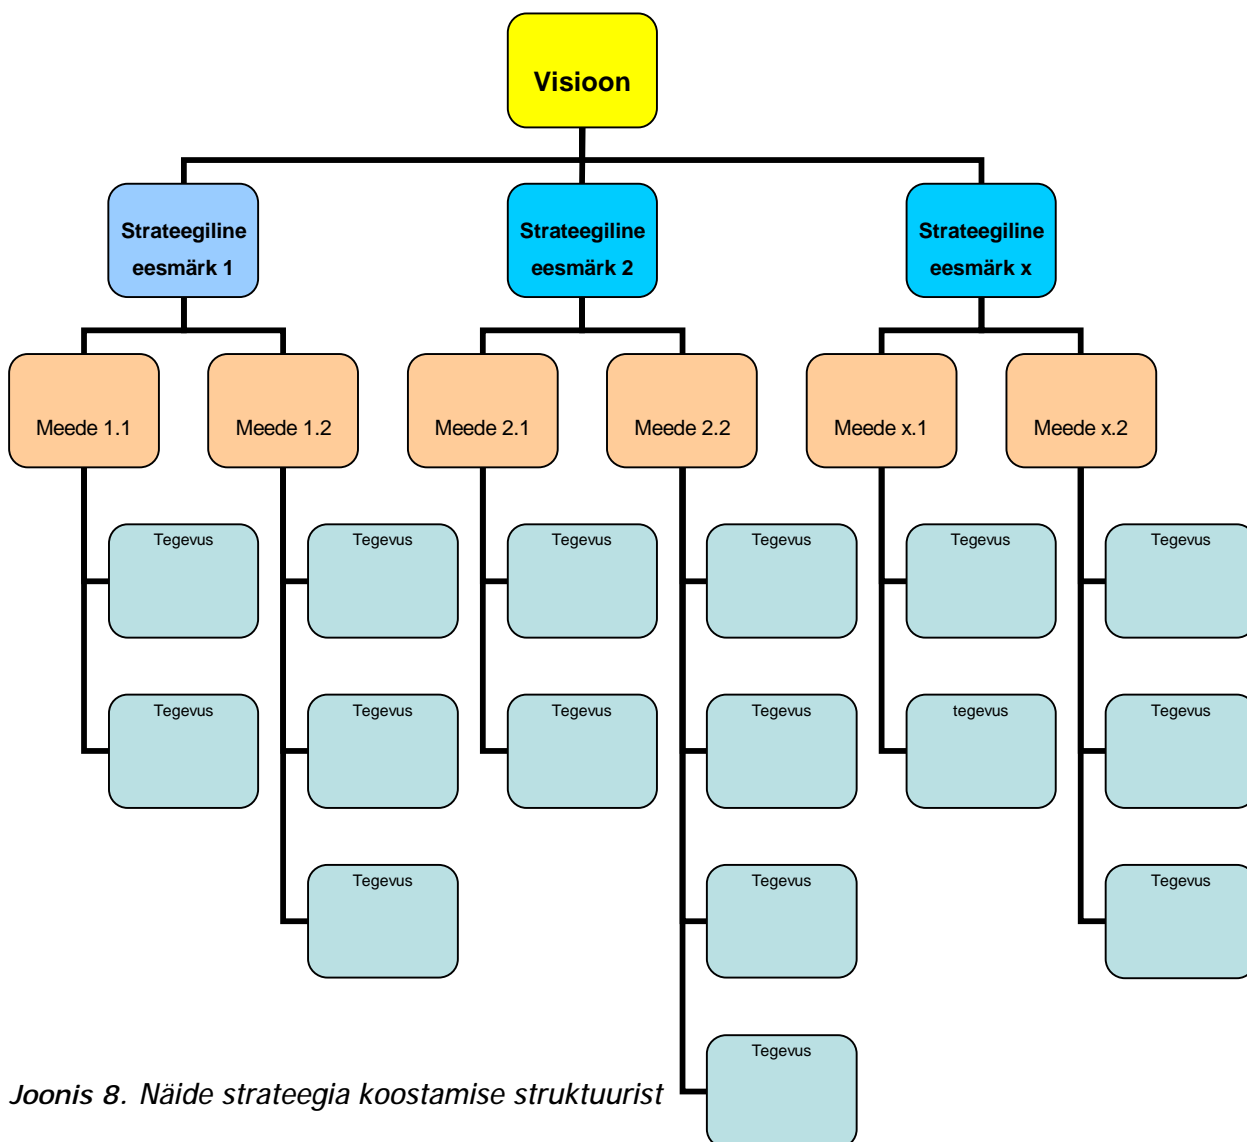 Visioon
Strateegiline
eesmärk 1
Strateegiline
eesmärk 2
Strateegiline
eesmärk x
Meede 1.1
Meede 1.2
Meede 2.1
Meede 2.2
Meede x.1
Meede x.2
Tegevus
Tegevus
Tegevus
Tegevus
Tegevus
Tegevus
Tegevus
Tegevus
Tegevus
Tegevus
tegevus
Tegevus
Tegevus
Tegevus
Tegevus
Tegevus
Joonis 8. Näide strateegia koostamise struktuurist